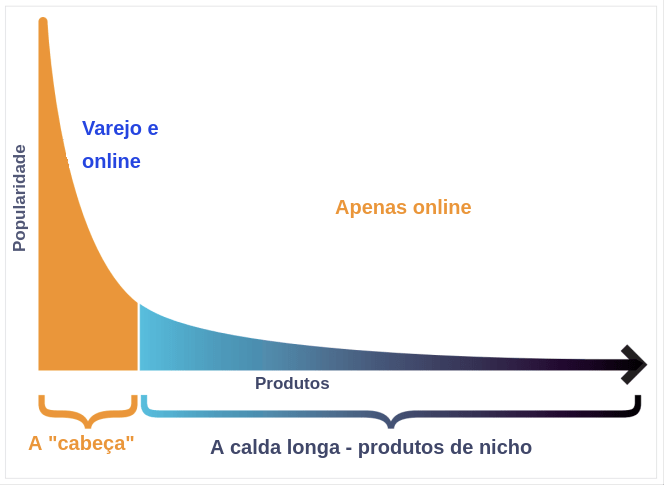 Varejo e
online
Popularidade
Apenas online
Produtos
A "cabeça"
A calda longa - produtos de nicho